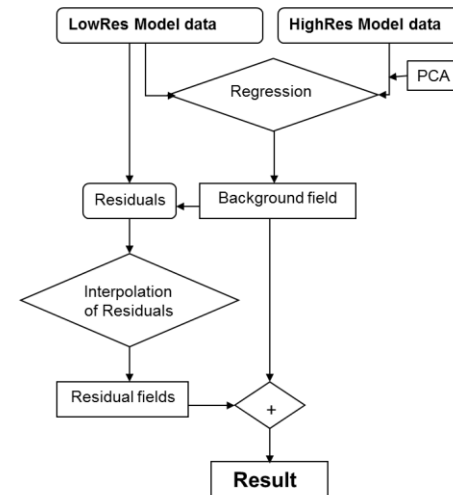 LowRes Model data
HighRes Model data
PCA
Regression
Residuals
Background field
Interpolation
of Residuals
Residual fields
+
Result